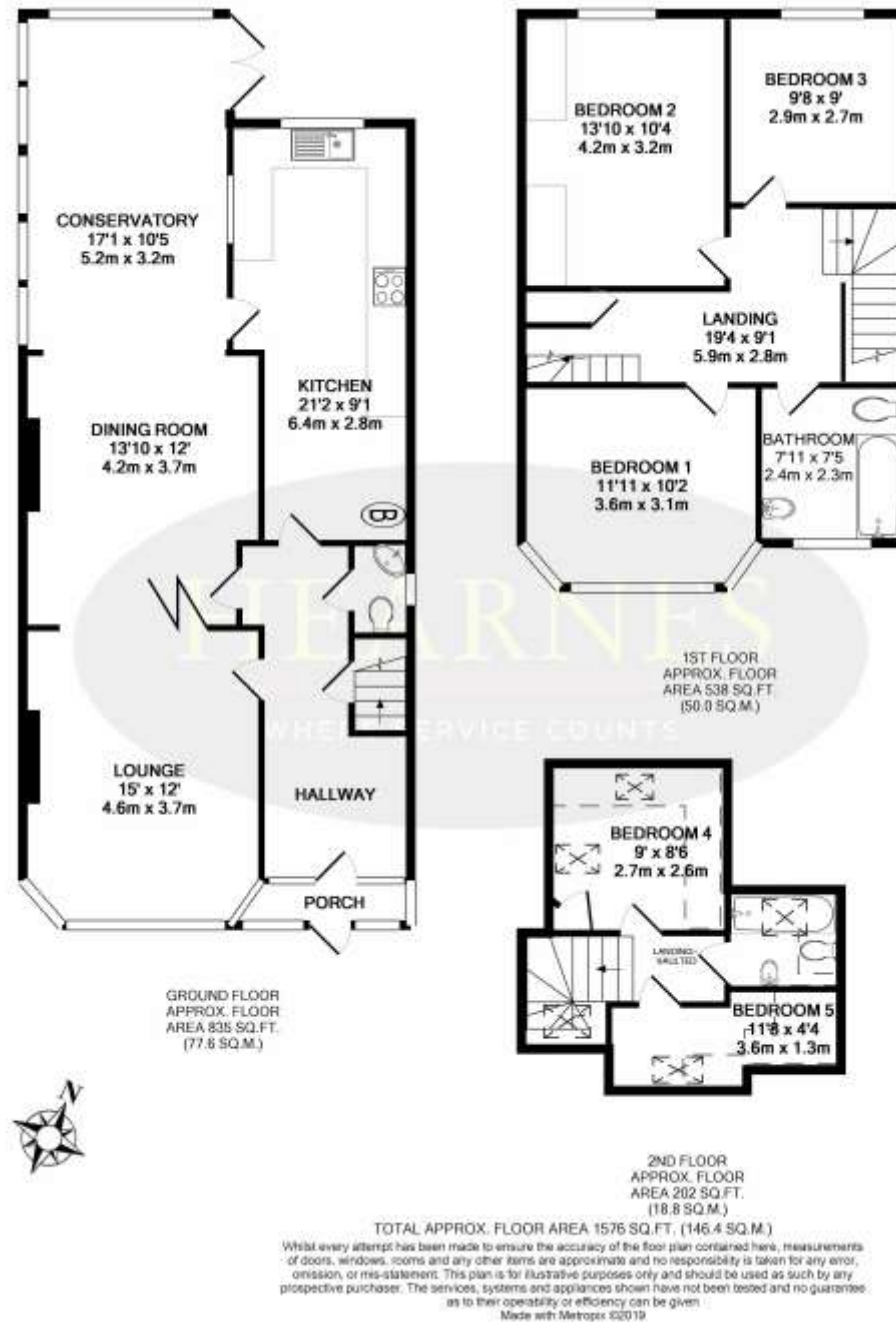 CONSERVATORY
17'1 x 10'5
5.2m x 3.2m
DINING ROOM
13'10 x 12'
4.2m x 3.7m
KITCHEN
21'2 x 9'1
6.4m x 2.8m
B
LOUNGE
15' x 12'
4.6m x 3.7m
HALLWAY
PORCH
GROUND FLOOR
APPROX. FLOOR
AREA 835 SQ.FT.
(77.6 SQ.M.)
BEDROOM 2
13'10 x 10'4
4.2m x 3.2m
BEDROOM 3
9'8 x 9'
2.9m x 2.7m
LANDING
19'4 x 9'1
5.9m x 2.8m
BEDROOM 1
11'11 x 10'2
3.6m x 3.1m
BATHROOM
7'11 x 7'5
2.4m x 2.3m
HEARNES
WHERE SERVICE COUNTS
1ST FLOOR
APPROX. FLOOR
AREA 538 SQ.FT.
(50.0 SQ.M.)
BEDROOM 4
9' x 8'6
2.7m x 2.6m
LANDING-
VAULTED
BEDROOM 5
11'8 x 4'4
3.6m x 1.3m
N
2ND FLOOR
APPROX. FLOOR
AREA 202 SQ.FT.
(18.8 SQ.M.)
TOTAL APPROX. FLOOR AREA 1576 SQ.FT. (146.4 SQ.M.)
Whilst every attempt has been made to ensure the accuracy of the floor plan contained here, measurements
of doors, windows, rooms and any other items are approximate and no responsibility is taken for any error,
omission, or mis-statement. This plan is for illustrative purposes only and should be used as such by any
prospective purchaser. The services, systems and appliances shown have not been tested and no guarantee
as to their operability or efficiency can be given
Made with Metropix ©2019